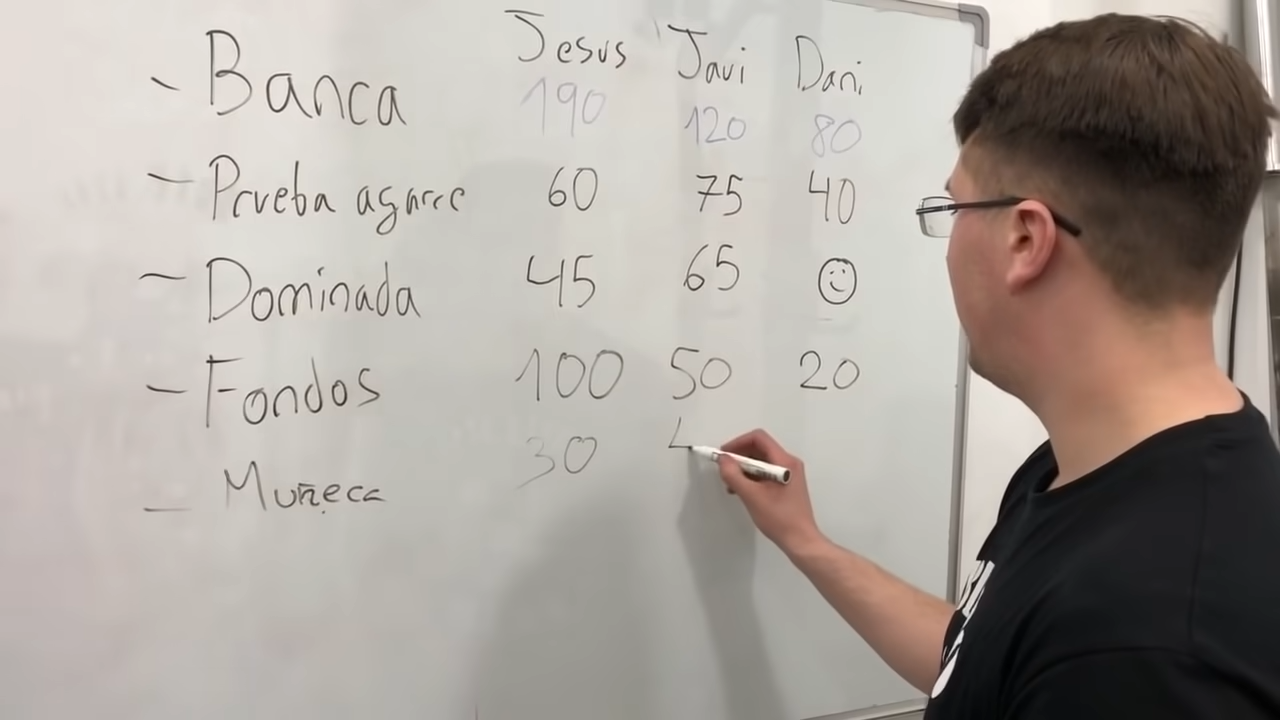 Jesus Javi Dani
- Banca 190 120 80
- Prueba agarre 60 75 40
- Dominada 45 65
- Fondos 100 50 20
- Muñeca 30